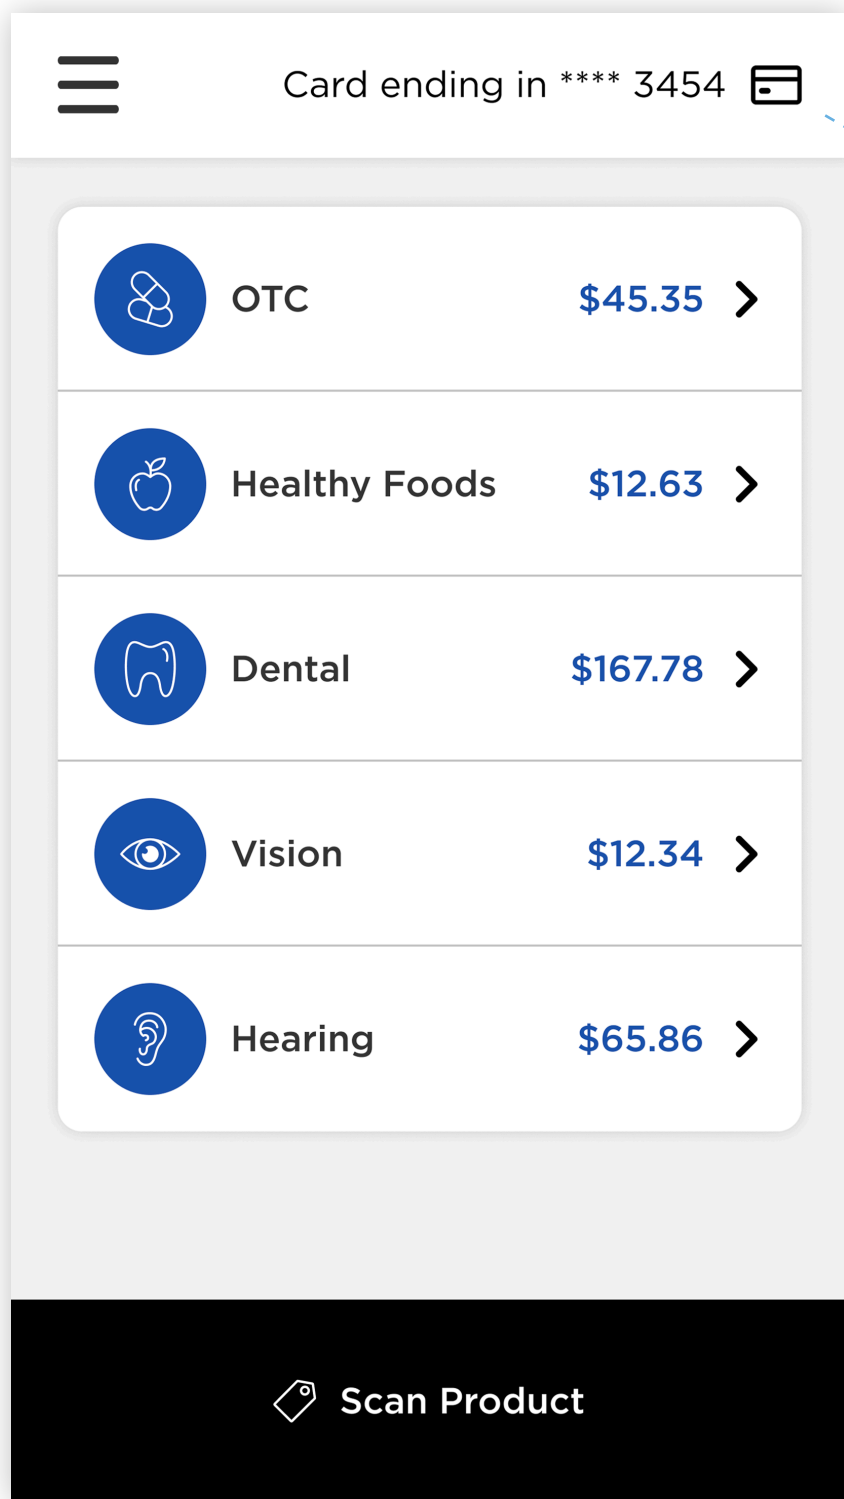 Card ending in **** 3454
OTC $45.35
Healthy Foods $12.63
Dental $167.78
Vision $12.34
Hearing $65.86
Scan Product